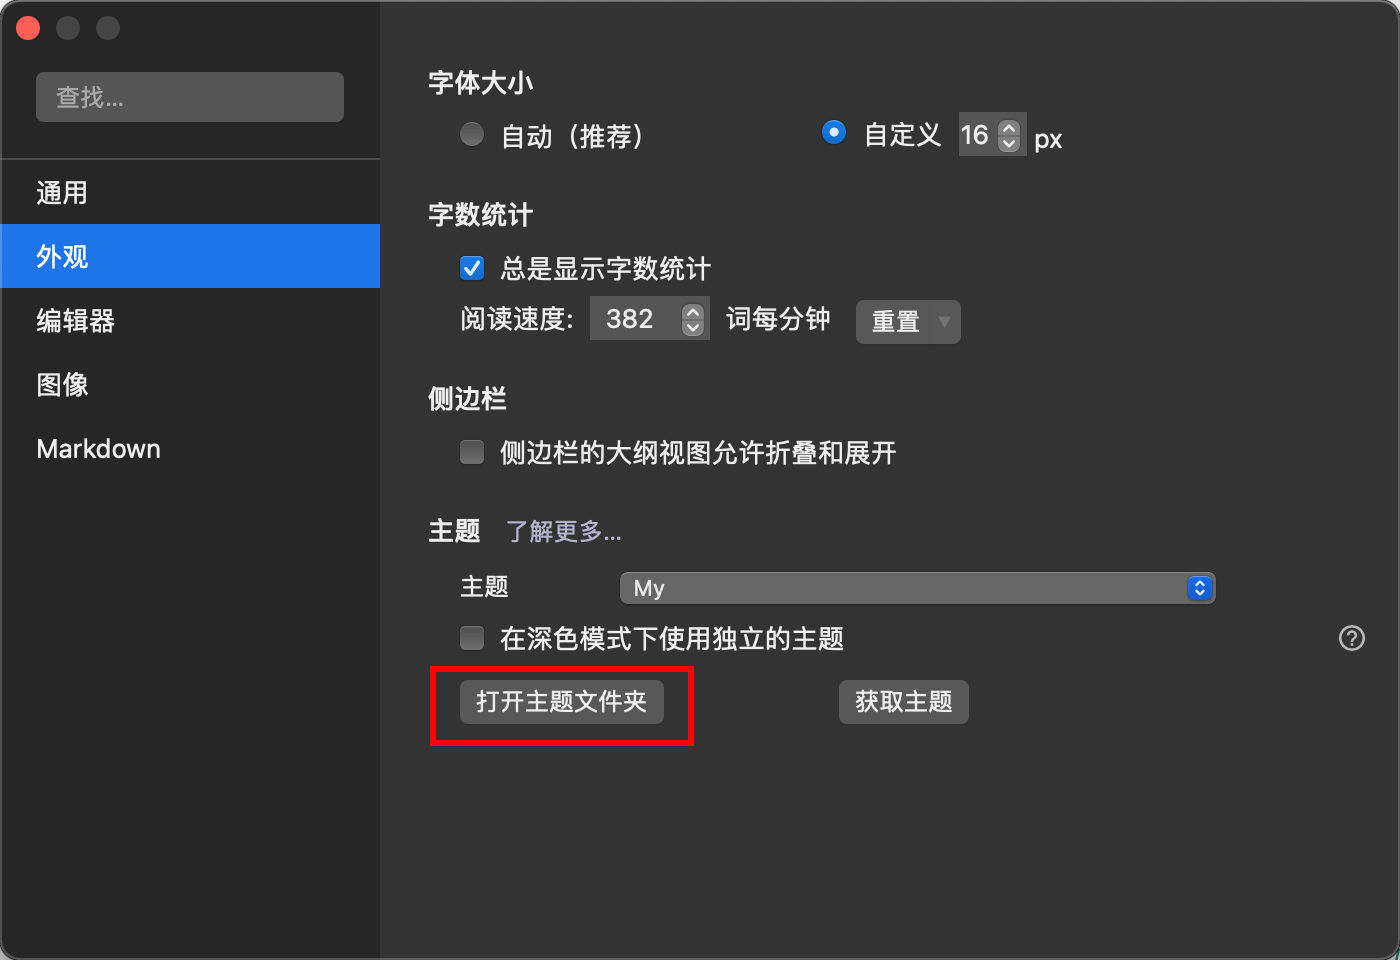 查找...
通用
外观
编辑器
图像
Markdown
字体大小
自动（推荐）
自定义 16 px
字数统计
总是显示字数统计
阅读速度: 382 词每分钟 重置
侧边栏
侧边栏的大纲视图允许折叠和展开
主题 了解更多...
主题 My
在深色模式下使用独立的主题 ?
打开主题文件夹 获取主题